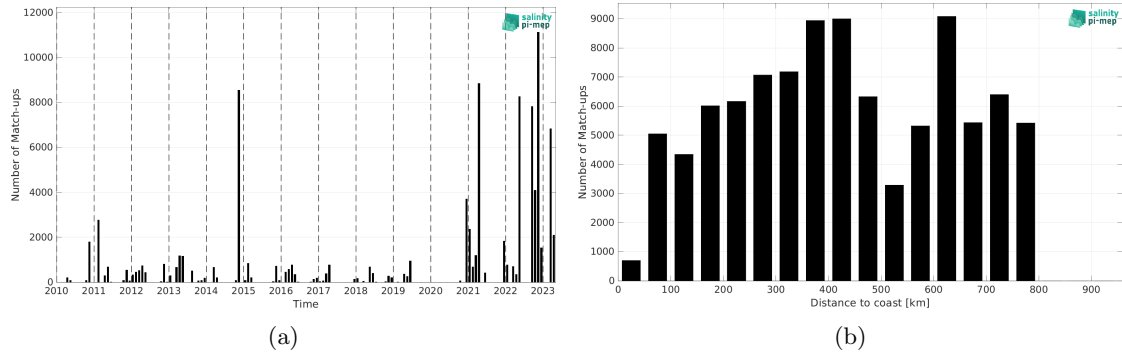 12000
10000
8000
6000
4000
2000
0
Number of Match-ups
2010 2011 2012 2013 2014 2015 2016 2017 2018 2019 2020 2021 2022 2023
Time
salinity
pi-mep
(a)
9000
8000
7000
6000
5000
4000
3000
2000
1000
0
Number of Match-ups
0 100 200 300 400 500 600 700 800 900
Distance to coast [km]
salinity
pi-mep
(b)